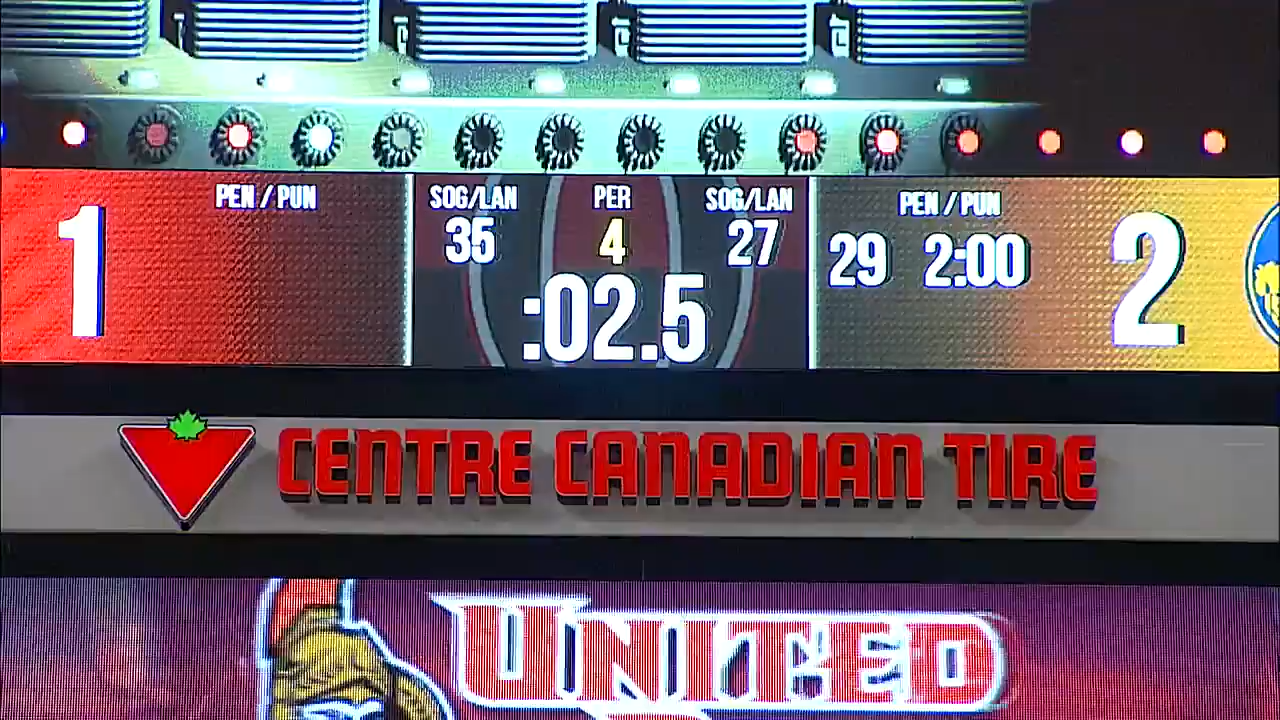 PEN / PUN
SOG/LAN
PER
SOG/LAN
PEN / PUN
1
35
4
27
29
2:00
2
:02.5
CENTRE CANADIAN TIRE
UNITED